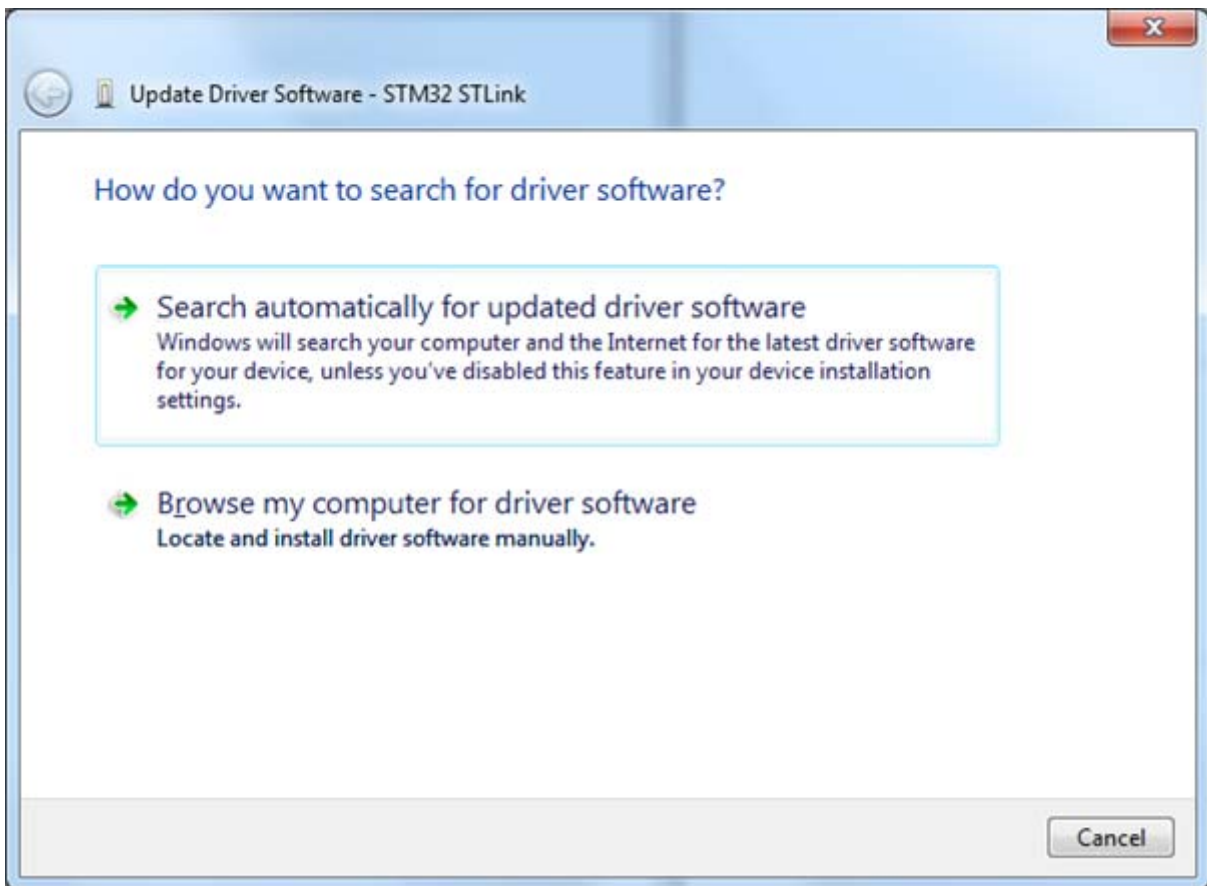 Update Driver Software - STM32 STLink
How do you want to search for driver software?
Search automatically for updated driver software
Windows will search your computer and the Internet for the latest driver software
for your device, unless you've disabled this feature in your device installation
settings.
Browse my computer for driver software
Locate and install driver software manually.
Cancel